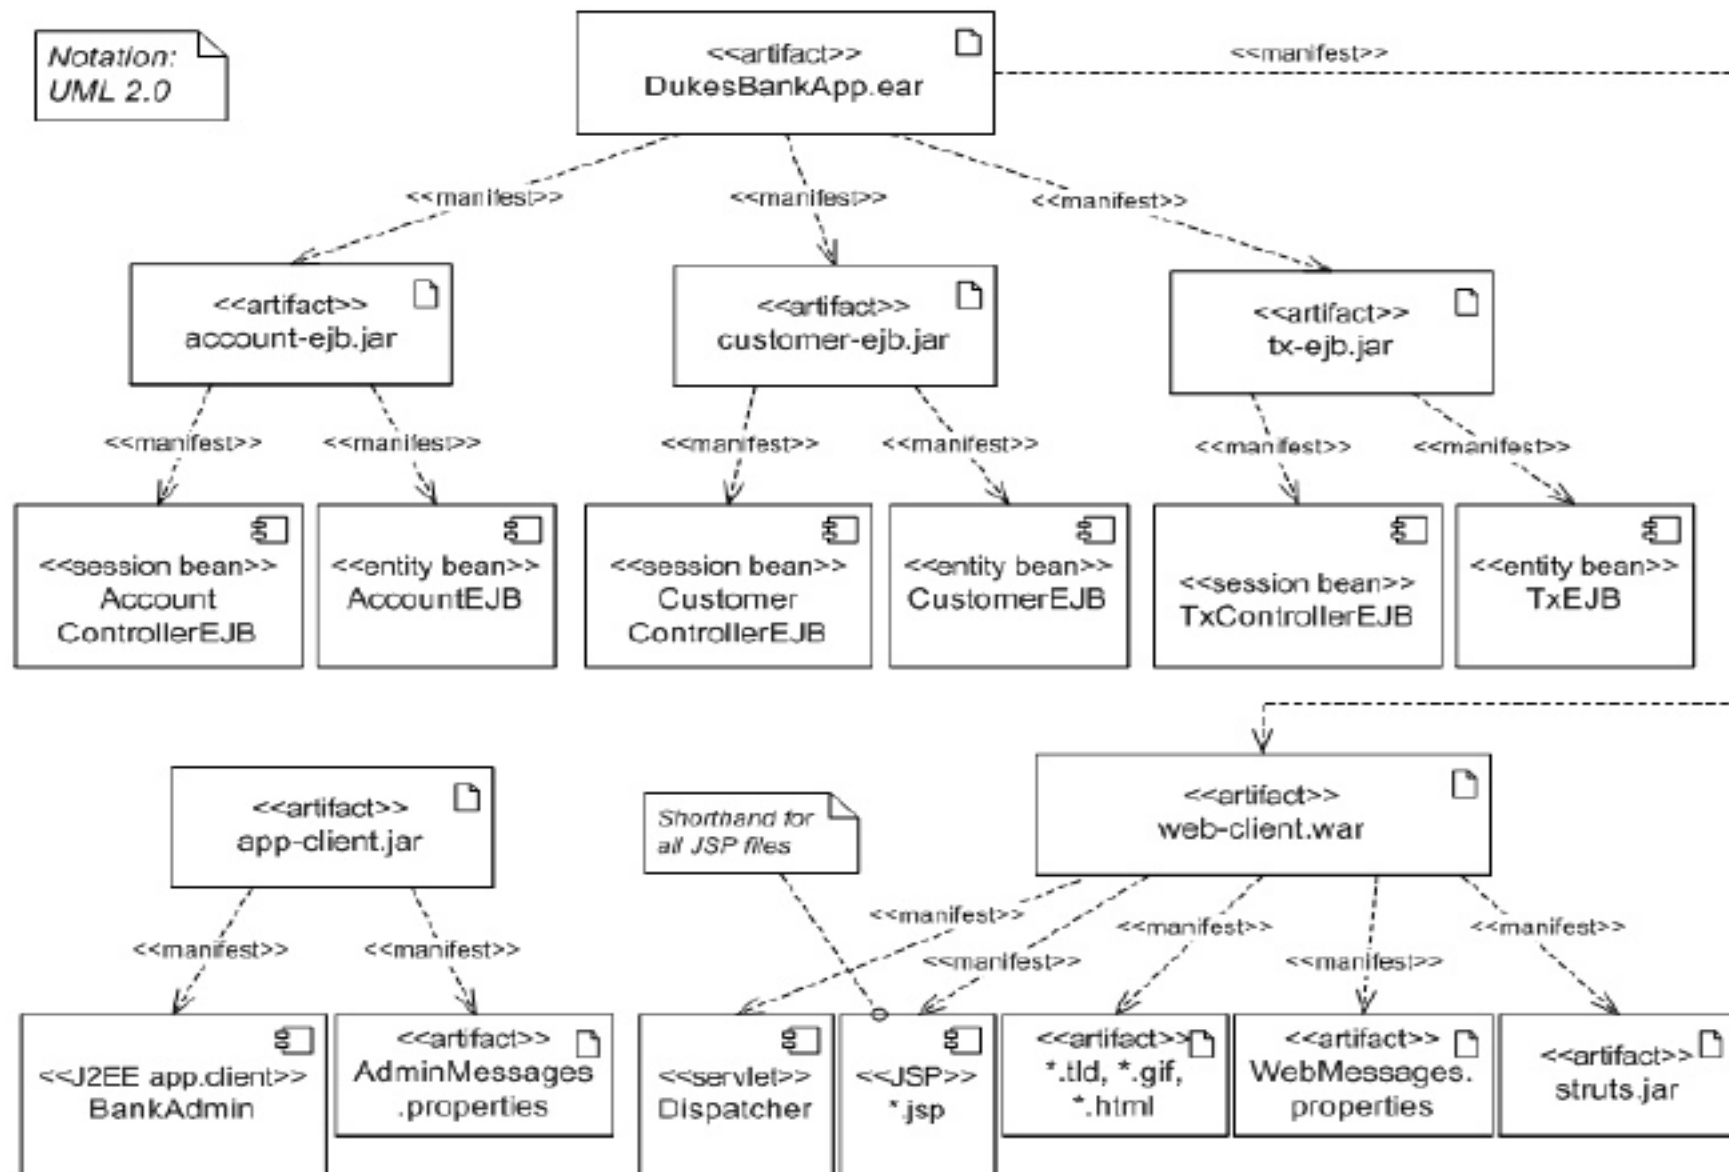 Notation:
UML 2.0
<<artifact>>
DukesBankApp.ear
<<manifest>>
<<manifest>>
<<manifest>>
<<manifest>>
<<artifact>>
account-ejb.jar
<<artifact>>
customer-ejb.jar
<<artifact>>
tx-ejb.jar
<<manifest>>
<<manifest>>
<<manifest>>
<<manifest>>
<<manifest>>
<<manifest>>
<<session bean>>
Account
ControllerEJB
<<entity bean>>
AccountEJB
<<session bean>>
Customer
ControllerEJB
<<entity bean>>
CustomerEJB
<<session bean>>
TxControllerEJB
<<entity bean>>
TxEJB
<<artifact>>
app-client.jar
Shorthand for
all JSP files
<<artifact>>
web-client.war
<<manifest>>
<<manifest>>
<<manifest>>
<<manifest>>
<<manifest>>
<<manifest>>
<<manifest>>
<<J2EE app.client>>
BankAdmin
<<artifact>>
AdminMessages
.properties
<<servlet>>
Dispatcher
<<JSP>>
*.jsp
<<artifact>>
*.tld, *.gif,
*.html
<<artifact>>
WebMessages.
properties
<<artifact>>
struts.jar